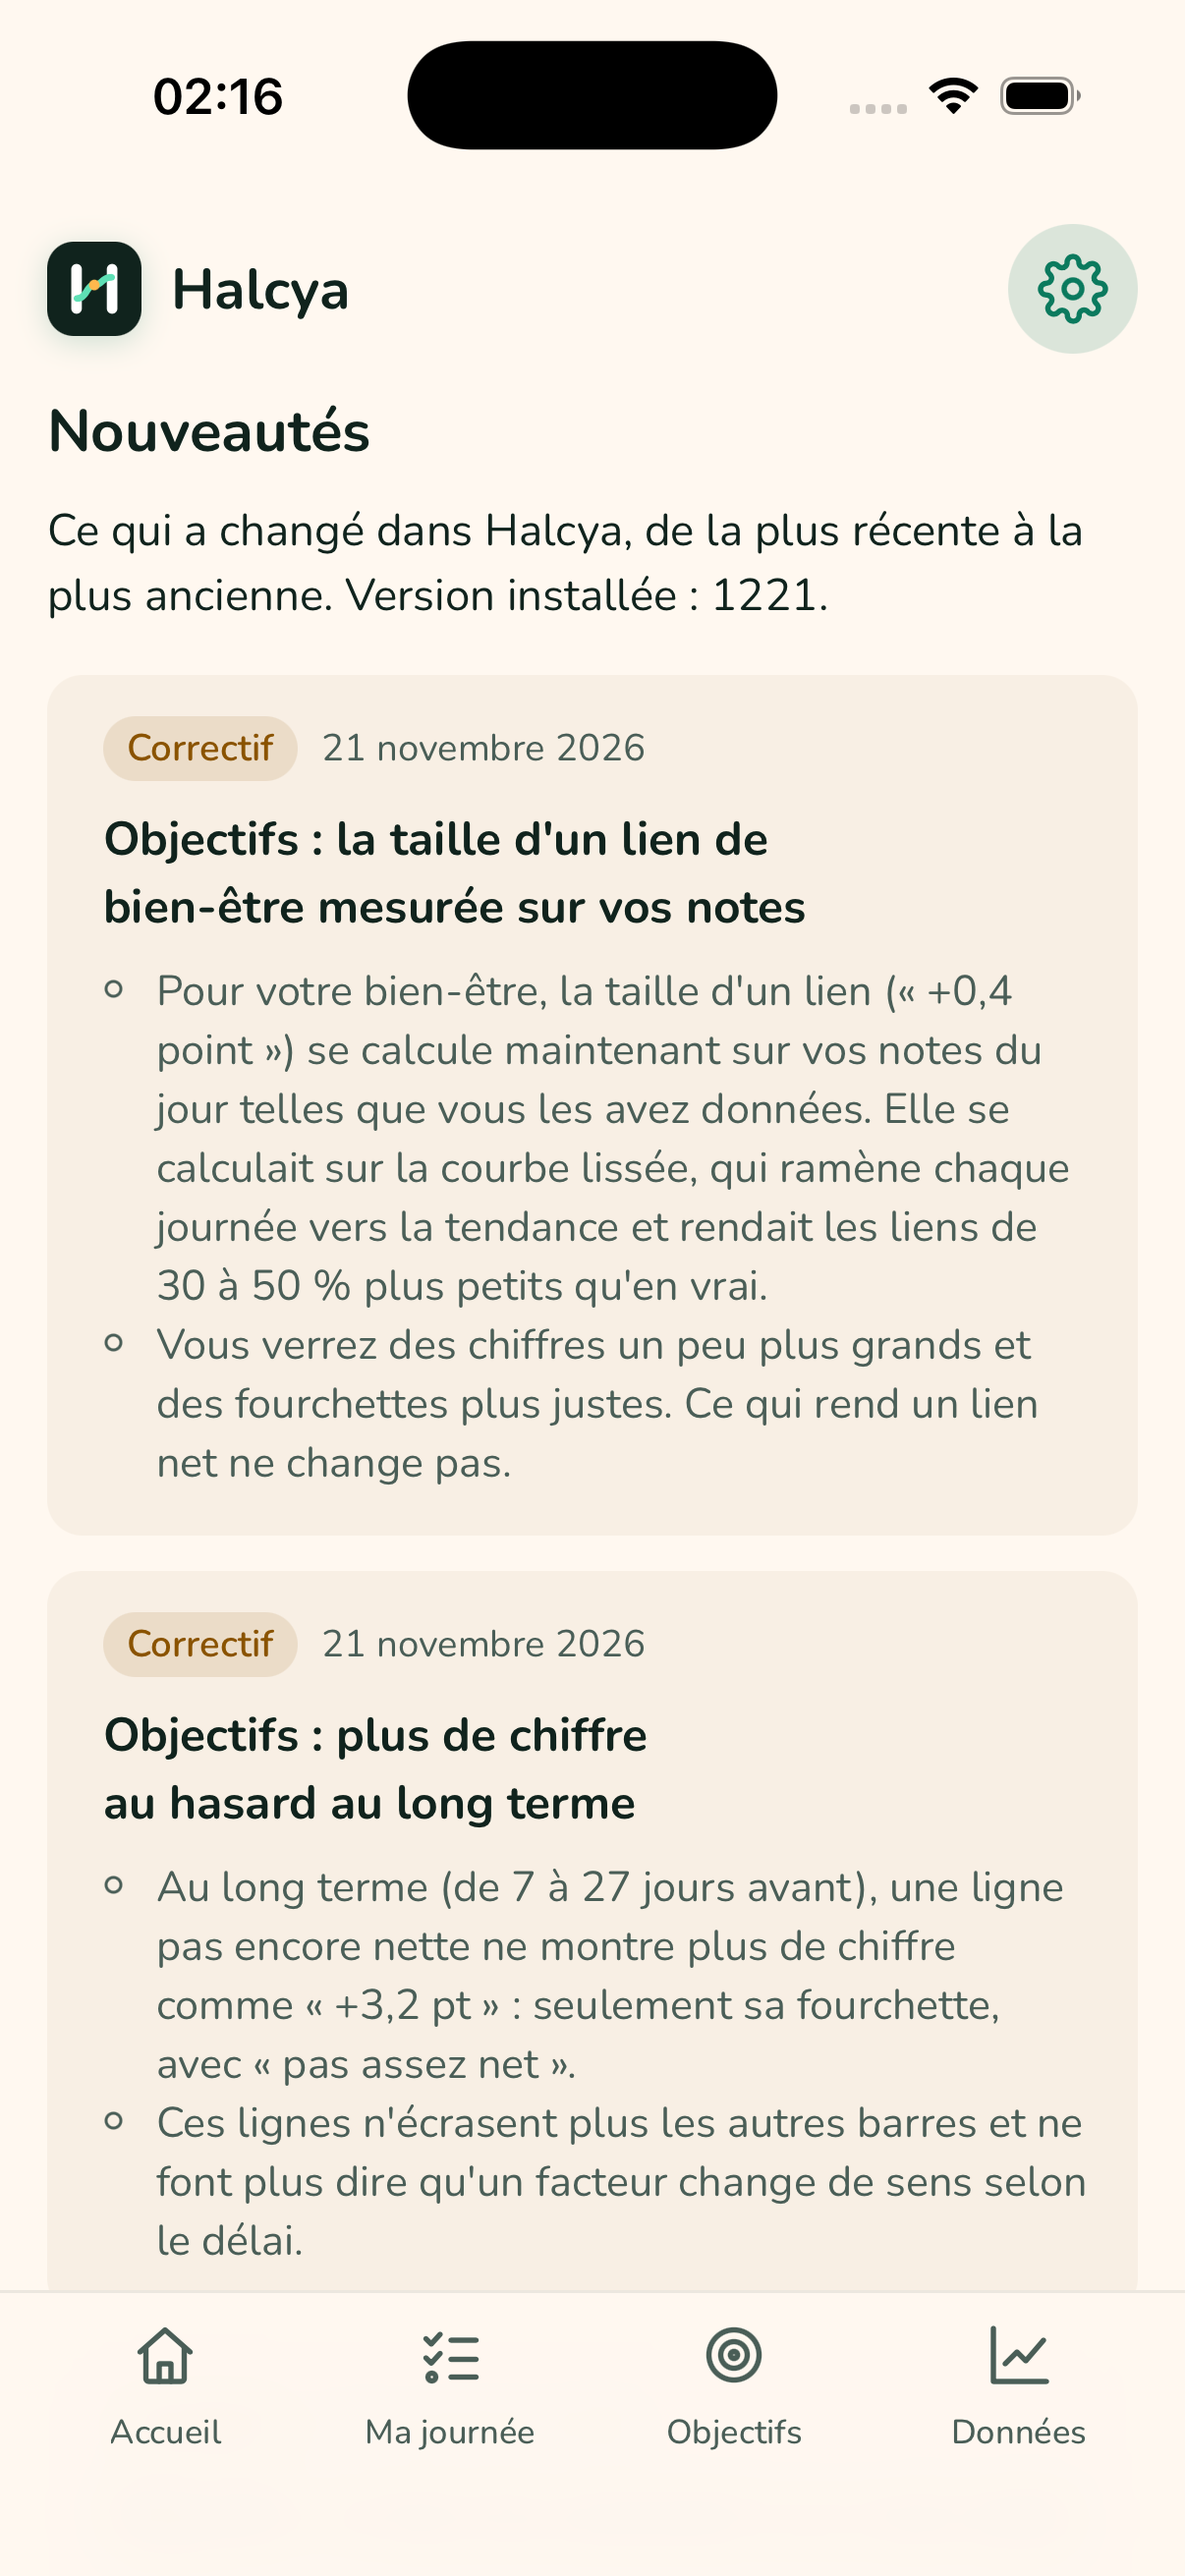 02:16
Halcya
Nouveautés
Ce qui a changé dans Halcya, de la plus récente à la
plus ancienne. Version installée : 1221.
Correctif 21 novembre 2026
Objectifs : la taille d'un lien de
bien-être mesurée sur vos notes
Pour votre bien-être, la taille d'un lien (« +0,4
point ») se calcule maintenant sur vos notes du
jour telles que vous les avez données. Elle se
calculait sur la courbe lissée, qui ramène chaque
journée vers la tendance et rendait les liens de
30 à 50 % plus petits qu'en vrai.
Vous verrez des chiffres un peu plus grands et
des fourchettes plus justes. Ce qui rend un lien
net ne change pas.
Correctif 21 novembre 2026
Objectifs : plus de chiffre
au hasard au long terme
Au long terme (de 7 à 27 jours avant), une ligne
pas encore nette ne montre plus de chiffre
comme « +3,2 pt » : seulement sa fourchette,
avec « pas assez net ».
Ces lignes n'écrasent plus les autres barres et ne
font plus dire qu'un facteur change de sens selon
le délai.
Accueil Ma journée Objectifs Données